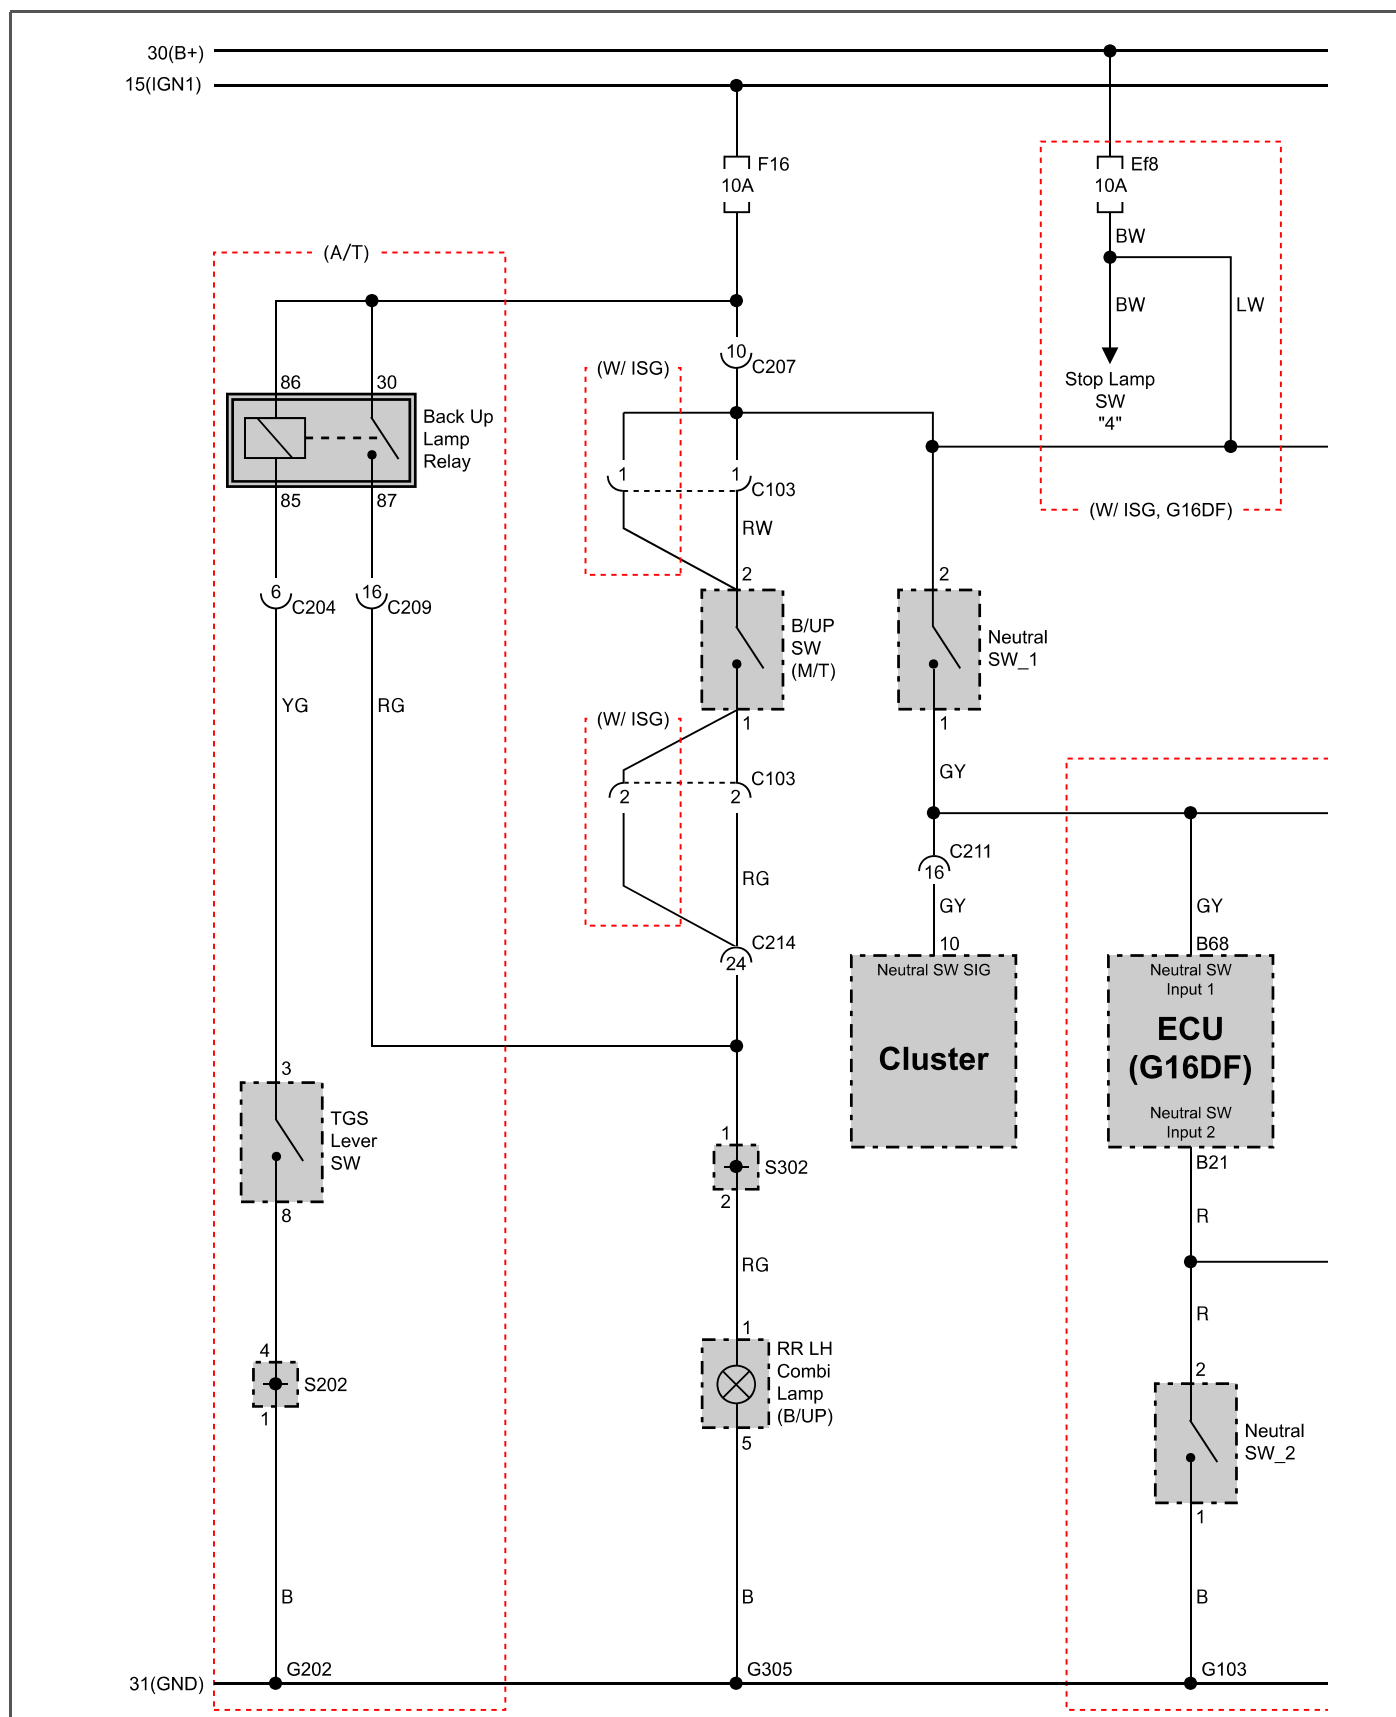 30(B+)
15(IGN1)
F16
10A
Ef8
10A
BW
(A/T)
BW
LW
10
C207
(W/ ISG)
Stop Lamp
SW
"4"
86
30
Back Up
Lamp
Relay
1
1
C103
85
87
(W/ ISG, G16DF)
RW
2
2
6
C204
16
C209
B/UP
SW
(M/T)
Neutral
SW_1
YG
RG
(W/ ISG)
1
1
GY
C103
2
2
C211
16
RG
GY
GY
C214
24
10
B68
Neutral SW SIG
Cluster
Neutral SW
Input 1
ECU
(G16DF)
Neutral SW
Input 2
B21
3
TGS
Lever
SW
8
1
S302
2
R
RG
R
1
RR LH
Combi
Lamp
(B/UP)
5
4
S202
1
2
Neutral
SW_2
1
B
B
B
31(GND)
G202
G305
G103